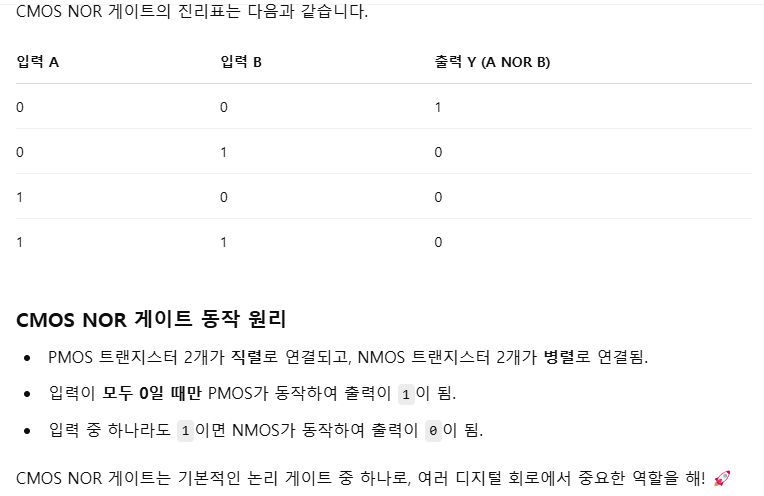 CMOS NOR 게이트의 진리표는 다음과 같습니다.
입력 A 입력 B 출력 Y (A NOR B)
0 0 1
0 1 0
1 0 0
1 1 0
CMOS NOR 게이트 동작 원리
• PMOS 트랜지스터 2개가 직렬로 연결되고, NMOS 트랜지스터 2개가 병렬로 연결됨.
• 입력이 모두 0일 때만 PMOS가 동작하여 출력이 1이 됨.
• 입력 중 하나라도 1이면 NMOS가 동작하여 출력이 0이 됨.
CMOS NOR 게이트는 기본적인 논리 게이트 중 하나로, 여러 디지털 회로에서 중요한 역할을 해! 🚀